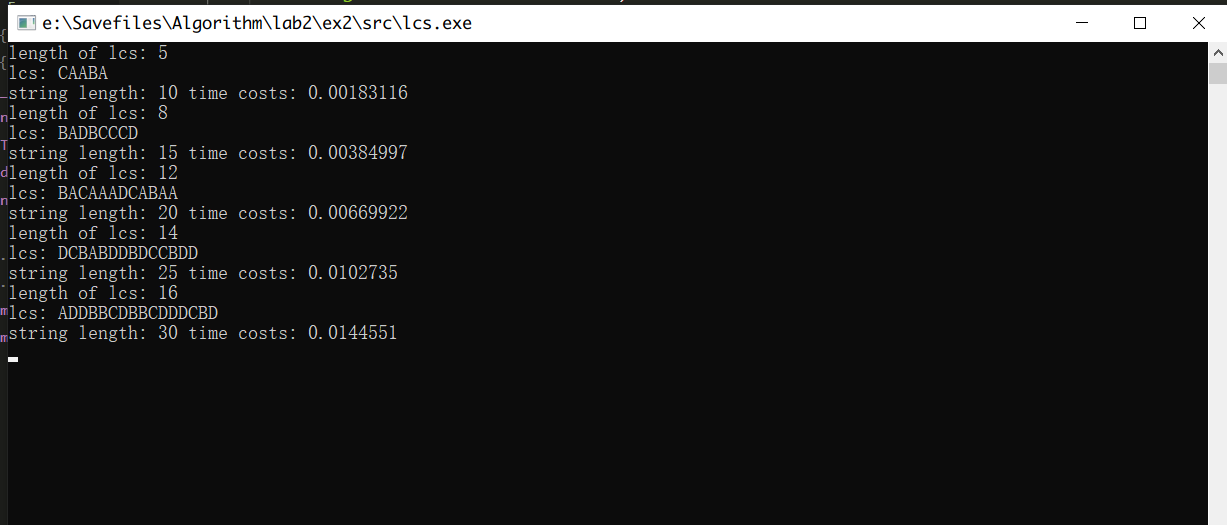 e:\Savefiles\Algorithm\lab2\ex2\src\lcs.exe
length of lcs: 5
lcs: CAABA
string length: 10 time costs: 0.00183116
length of lcs: 8
lcs: BADBCCCD
string length: 15 time costs: 0.00384997
length of lcs: 12
lcs: BACAAADCABAA
string length: 20 time costs: 0.00669922
length of lcs: 14
lcs: DCBABDDBDCCBDD
string length: 25 time costs: 0.0102735
length of lcs: 16
lcs: ADDBBCDBBCDDDCBD
string length: 30 time costs: 0.0144551